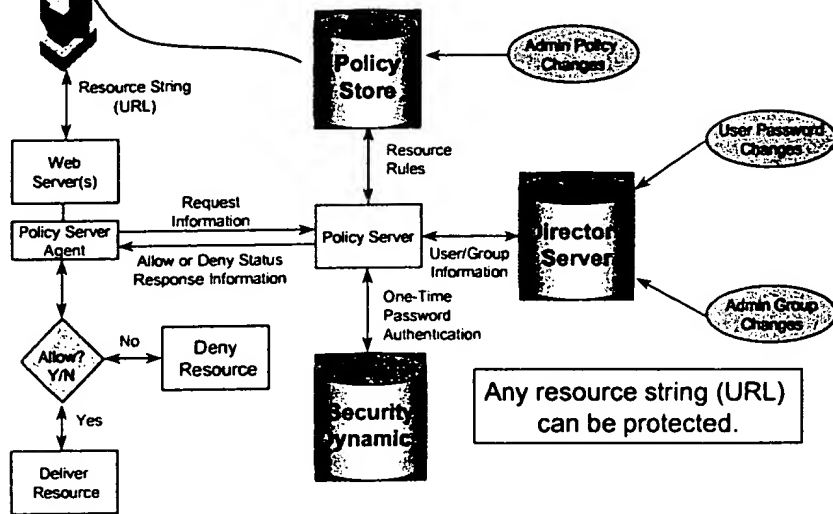 Policy
Store
Admin Policy
Changes
Resource String
(URL)
User Password
Changes
Web
Server(s)
Resource
Rules
Request
Information
Policy Server
Agent
Policy Server
Allow or Deny Status
Response Information
User/Group
Information
Director
Server
One-Time
Password
Authentication
Admin Group
Changes
Allow?
Y/N
No
Deny
Resource
Security
Dynamic
Any resource string (URL)
can be protected.
Yes
Deliver
Resource